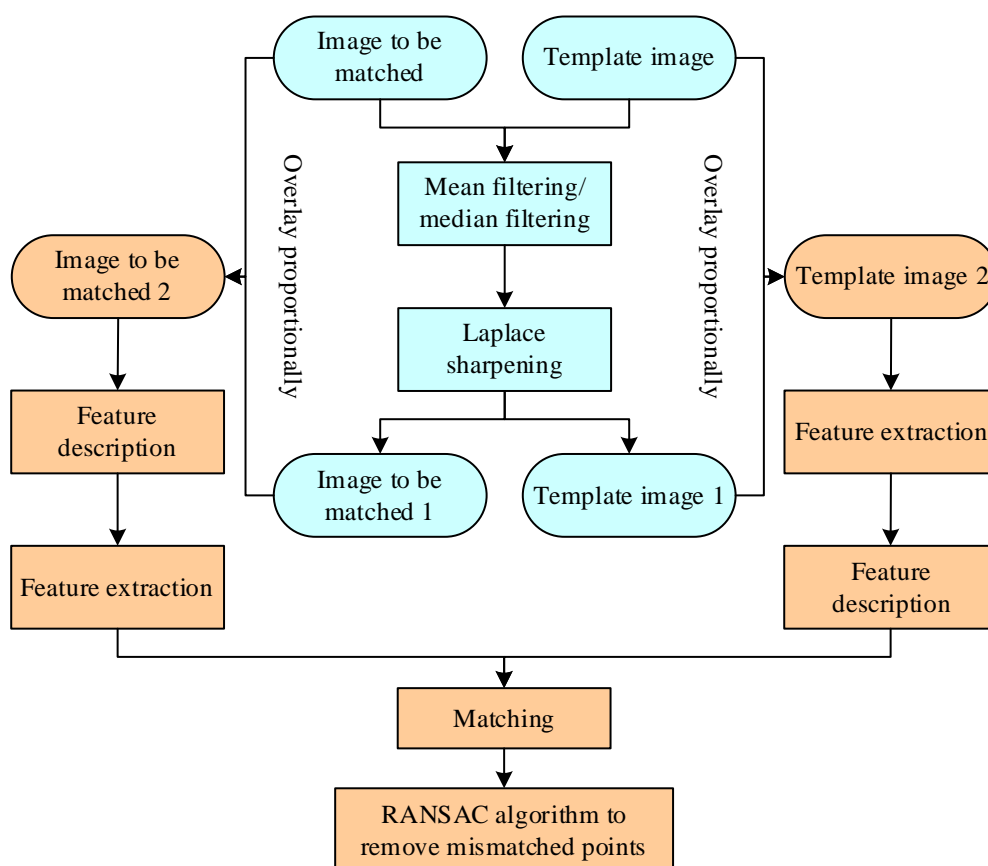 Image to be
matched
Template image
Overlay proportionally
Mean filtering/
median filtering
Overlay proportionally
Image to be
matched 2
Template image 2
Laplace
sharpening
Feature
description
Feature extraction
Image to be
matched 1
Template image 1
Feature extraction
Feature
description
Matching
RANSAC algorithm to
remove mismatched points